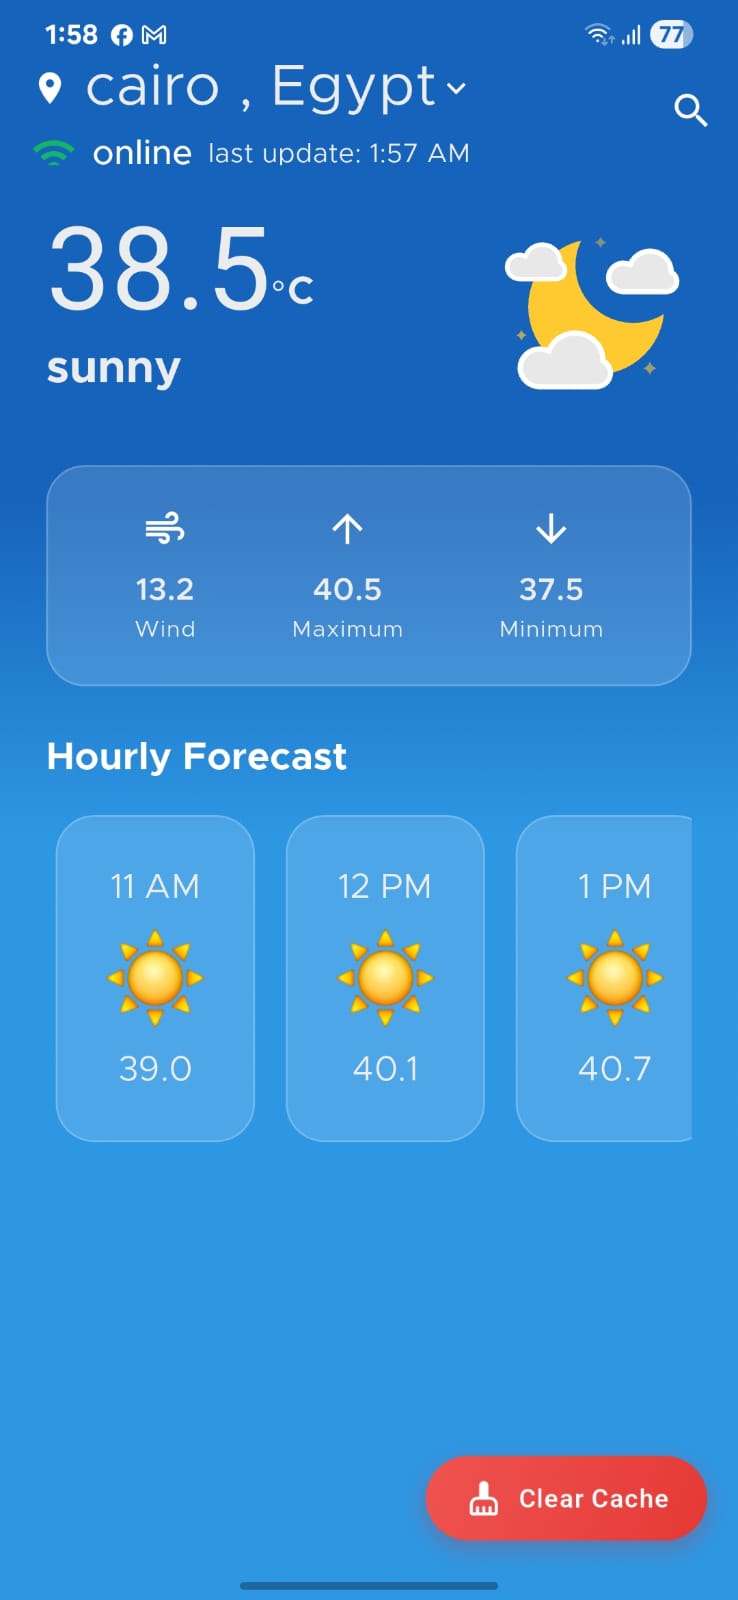 1:58 77
cairo , Egypt
online last update: 1:57 AM
38.5°C
sunny
13.2 40.5 37.5
Wind Maximum Minimum
Hourly Forecast
11 AM 12 PM 1 PM
39.0 40.1 40.7
Clear Cache